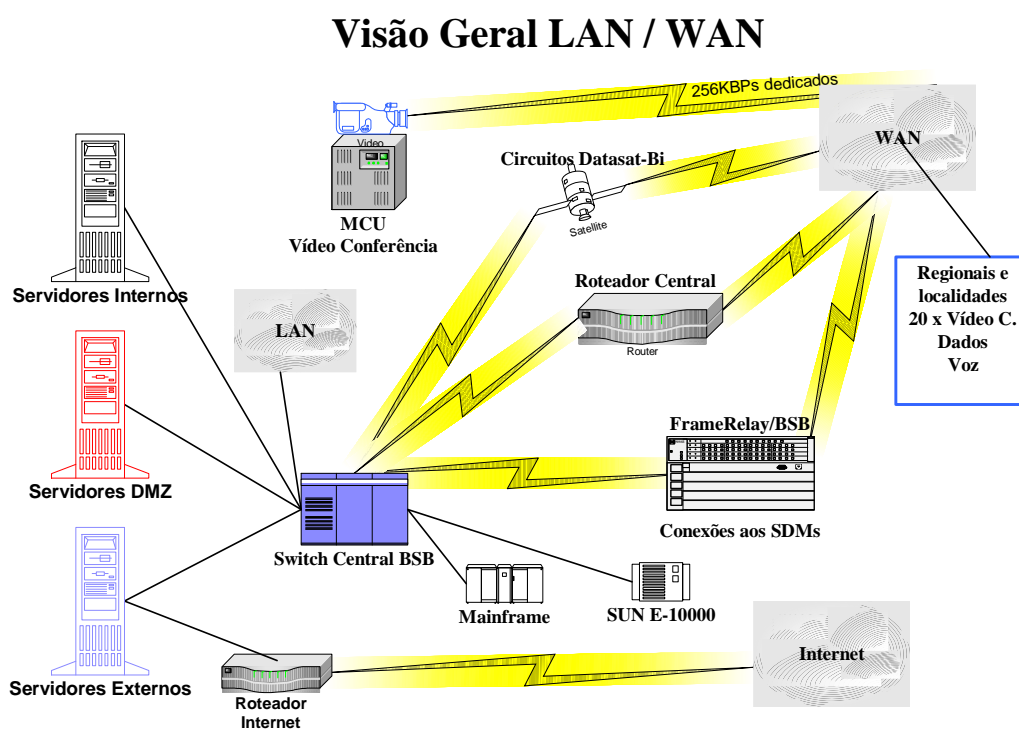 Visão Geral LAN / WAN
256KBPs dedicados
Video
WAN
Circuitos Datasat-Bi
MCU
Vídeo Conferência
Satellite
Servidores Internos
Regionais e
localidades
20 x Vídeo C.
Dados
Voz
Roteador Central
LAN
Router
FrameRelay/BSB
Servidores DMZ
Conexões aos SDMs
Switch Central BSB
Mainframe
SUN E-10000
Internet
Servidores Externos
Roteador
Internet